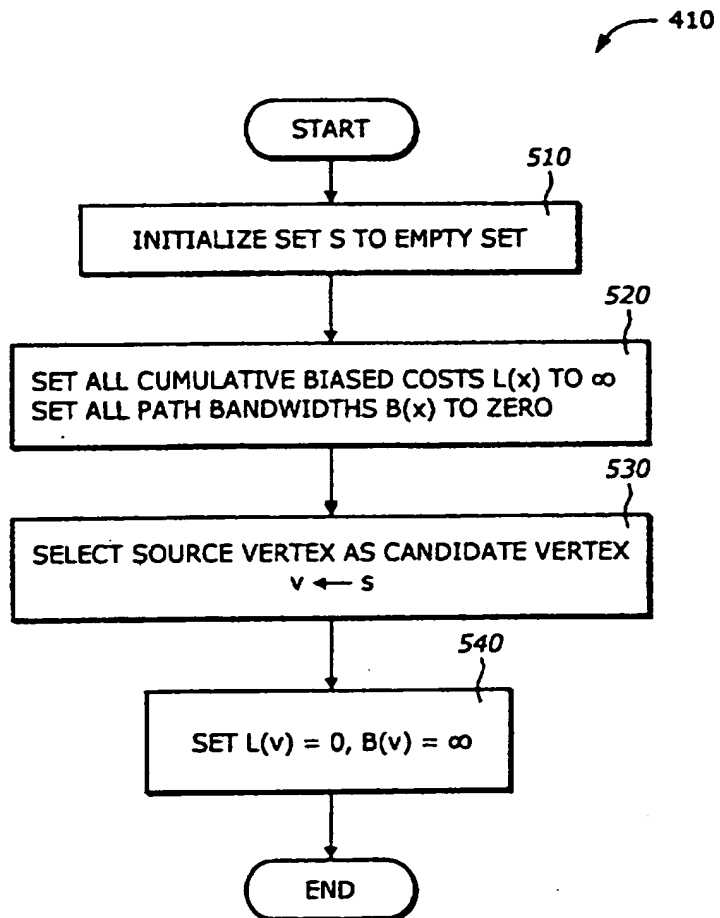 410
START
510
INITIALIZE SET S TO EMPTY SET
520
SET ALL CUMULATIVE BIASED COSTS L(x) TO ∞
SET ALL PATH BANDWIDTHS B(x) TO ZERO
530
SELECT SOURCE VERTEX AS CANDIDATE VERTEX
v ← s
540
SET L(v) = 0, B(v) = ∞
END